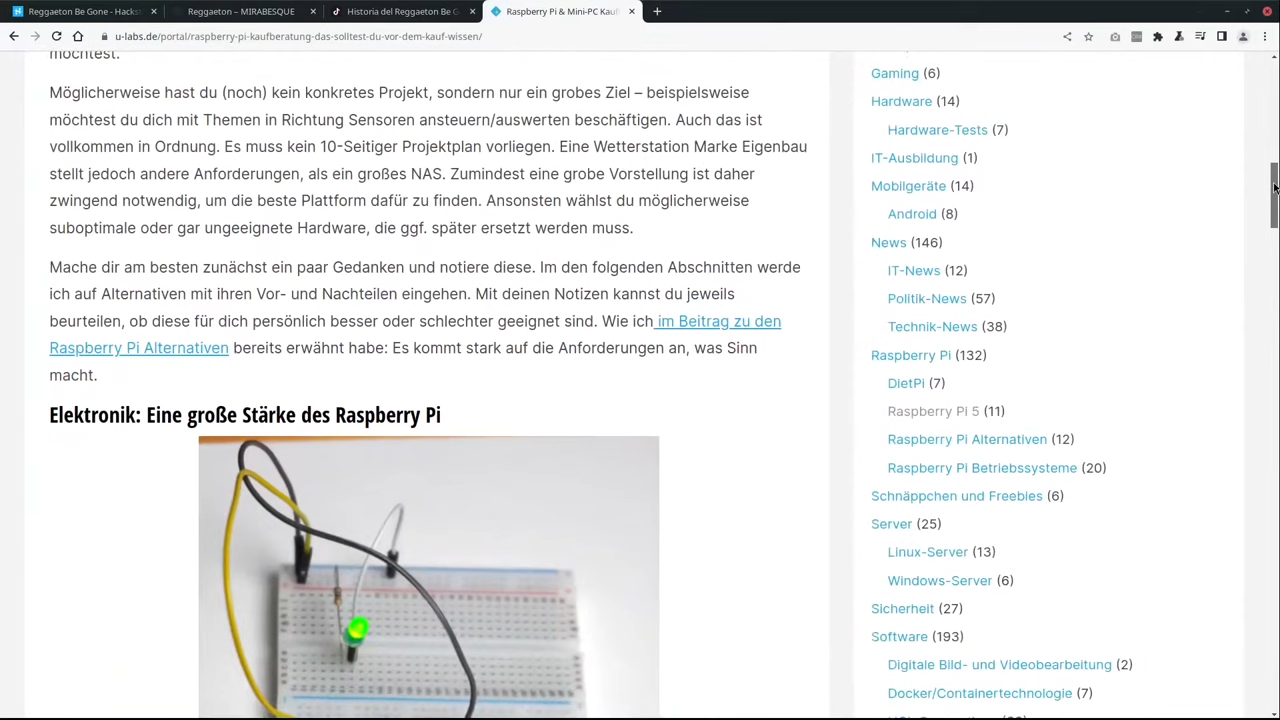 Reggaeton Be Gone - Hackst
Reggaeton – MIRABESQUE
Historia del Reggaeton Be G
Raspberry Pi & Mini-PC Kauf
u-labs.de/portal/raspberry-pi-kaufberatung-das-solltest-du-vor-dem-kauf-wissen/
möchtest.
Möglicherweise hast du (noch) kein konkretes Projekt, sondern nur ein grobes Ziel – beispielsweise
möchtest du dich mit Themen in Richtung Sensoren ansteuern/auswerten beschäftigen. Auch das ist
vollkommen in Ordnung. Es muss kein 10-Seitiger Projektplan vorliegen. Eine Wetterstation Marke Eigenbau
stellt jedoch andere Anforderungen, als ein großes NAS. Zumindest eine grobe Vorstellung ist daher
zwingend notwendig, um die beste Plattform dafür zu finden. Ansonsten wählst du möglicherweise
suboptimale oder gar ungeeignete Hardware, die ggf. später ersetzt werden muss.
Mache dir am besten zunächst ein paar Gedanken und notiere diese. Im den folgenden Abschnitten werde
ich auf Alternativen mit ihren Vor- und Nachteilen eingehen. Mit deinen Notizen kannst du jeweils
beurteilen, ob diese für dich persönlich besser oder schlechter geeignet sind. Wie ich im Beitrag zu den
Raspberry Pi Alternativen bereits erwähnt habe: Es kommt stark auf die Anforderungen an, was Sinn
macht.
Elektronik: Eine große Stärke des Raspberry Pi
Gaming (6)
Hardware (14)
Hardware-Tests (7)
IT-Ausbildung (1)
Mobilgeräte (14)
Android (8)
News (146)
IT-News (12)
Politik-News (57)
Technik-News (38)
Raspberry Pi (132)
DietPi (7)
Raspberry Pi 5 (11)
Raspberry Pi Alternativen (12)
Raspberry Pi Betriebssysteme (20)
Schnäppchen und Freebies (6)
Server (25)
Linux-Server (13)
Windows-Server (6)
Sicherheit (27)
Software (193)
Digitale Bild- und Videobearbeitung (2)
Docker/Containertechnologie (7)